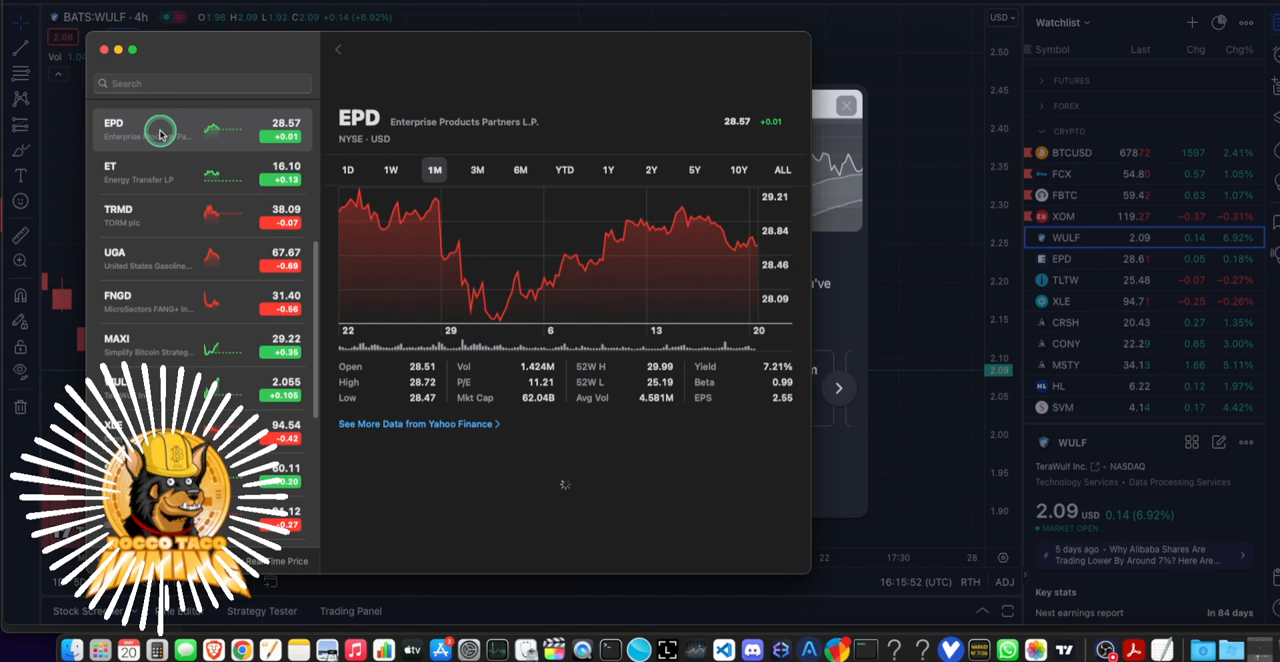 BATS:WULF · 4h O1.98 H2.09 L1.92 C2.09 +0.14 (+6.92%)
2.08
Vol 1.0
USD
Watchlist
Symbol Last Chg Chg%
FUTURES
FOREX
CRYPTO
BTCUSD 67872 1597 2.41%
FCX 54.80 0.57 1.05%
FBTC 59.42 0.63 1.07%
XOM 119.27 −0.37 −0.31%
WULF 2.09 0.14 6.92%
EPD 28.61 0.05 0.18%
TLTW 25.48 −0.07 −0.27%
XLE 94.71 −0.25 −0.26%
CRSH 20.43 0.27 1.35%
CONY 22.29 0.65 3.00%
MSTY 34.13 1.66 5.11%
HL 6.22 0.12 1.97%
SVM 4.14 0.17 4.42%
WULF
TeraWulf Inc. • NASDAQ
Technology Services • Data Processing Services
2.09 USD 0.14 (6.92%)
MARKET OPEN
5 days ago • Why Alibaba Shares Are
Trading Lower By Around 7%? Here Are...
Key stats
Next earnings report In 84 days
2.50
2.45
2.40
2.35
2.30
2.25
2.20
2.15
2.10
2.09
2.05
2.00
1.95
1.90
Search
EPD 28.57
Enterprise Pa... +0.01
ET 16.10
Energy Transfer LP +0.13
TRMD 38.09
TORM plc -0.07
UGA 67.67
United States Gasoline... -0.69
FNGD 31.40
MicroSectors FANG+ In... -0.56
MAXI 29.22
Simplify Bitcoin Strateg... +0.35
2.055
+0.105
94.54
-0.42
EPD Enterprise Products Partners L.P. 28.57 +0.01
NYSE · USD
1D 1W 1M 3M 6M YTD 1Y 2Y 5Y 10Y ALL
29.21
28.84
28.46
28.09
22 29 6 13 20
Open 28.51 Vol 1.424M 52W H 29.99 Yield 7.21%
High 28.72 P/E 11.21 52W L 25.19 Beta 0.99
Low 28.47 Mkt Cap 62.04B Avg Vol 4.581M EPS 2.55
See More Data from Yahoo Finance
've
ROCCO TACO
22 17:30 28
16:15:52 (UTC) RTH ADJ
Strategy Tester Trading Panel
20
tv